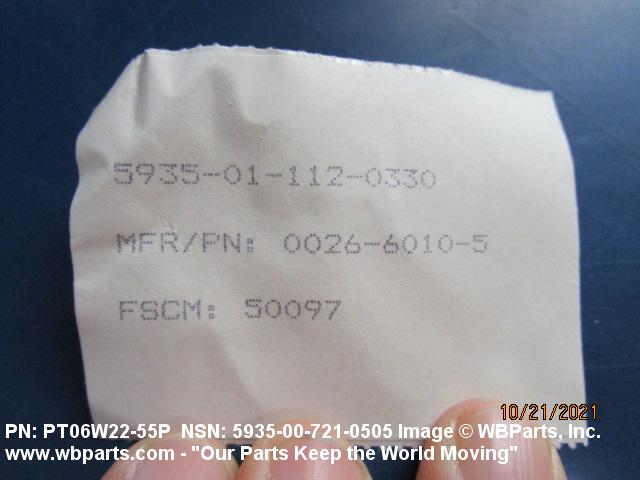 5935-01-112-0330
MFR/PN: 0026-6010-5
FSCM: 50097
10/21/2021
PN: PT06W22-55P  NSN: 5935-00-721-0505 Image © WBParts, Inc.
www.wbparts.com - "Our Parts Keep the World Moving"